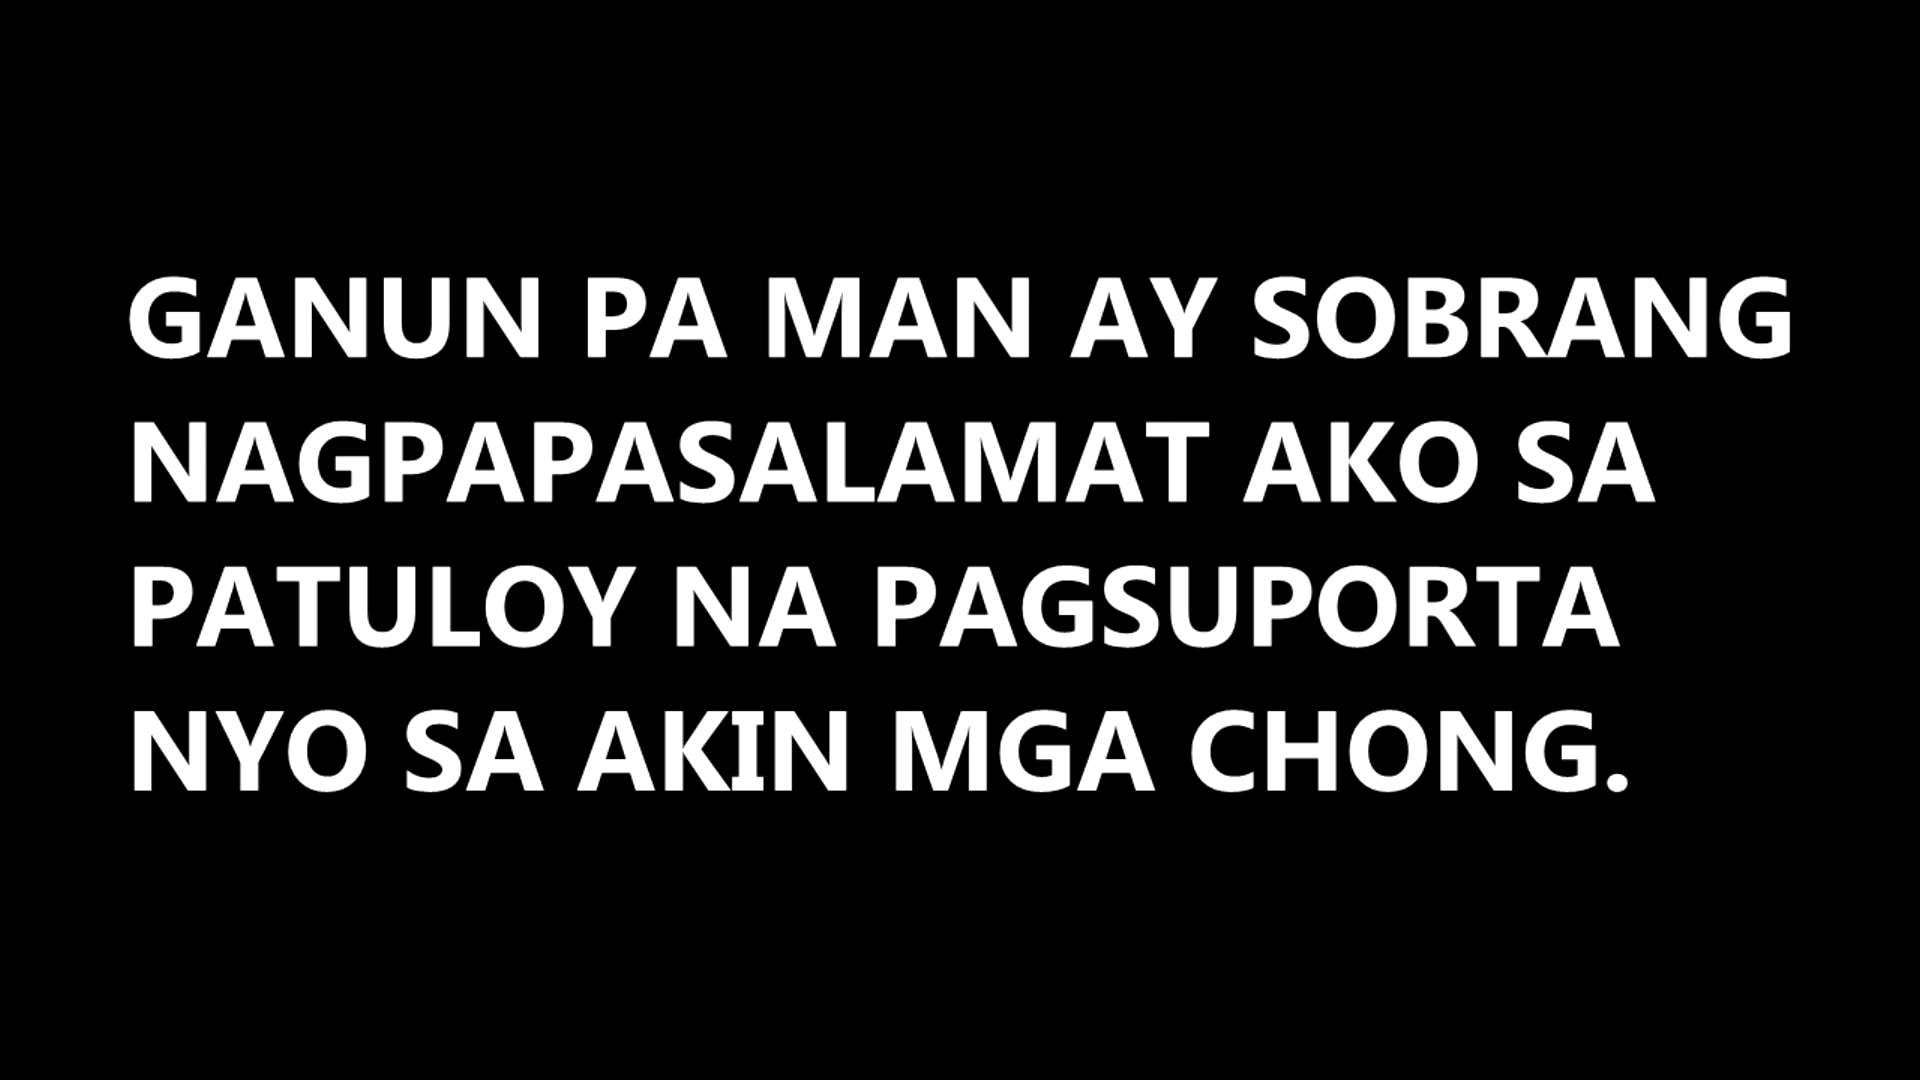 GANUN PA MAN AY SOBRANG
NAGPAPASALAMAT AKO SA
PATULOY NA PAGSUPORTA
NYO SA AKIN MGA CHONG.